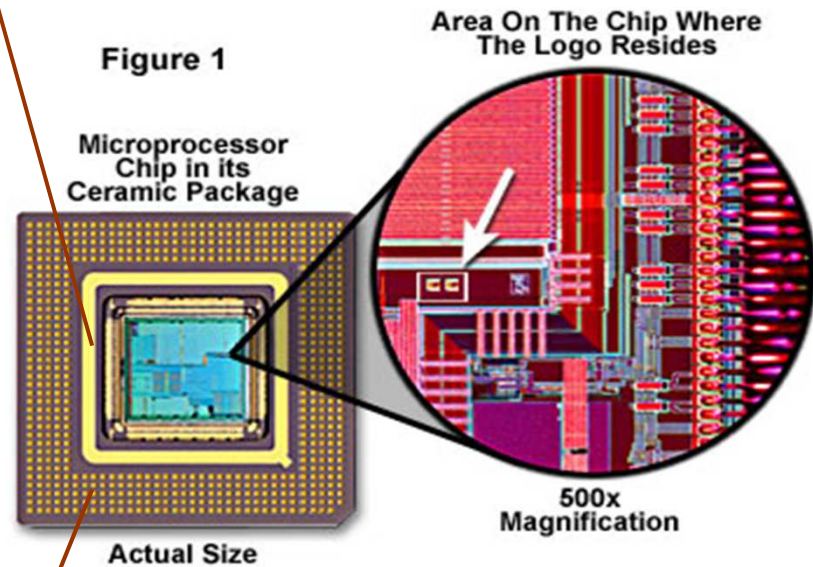 Figure 1
Microprocessor
Chip in its
Ceramic Package
Actual Size
Area On The Chip Where
The Logo Resides
500x
Magnification